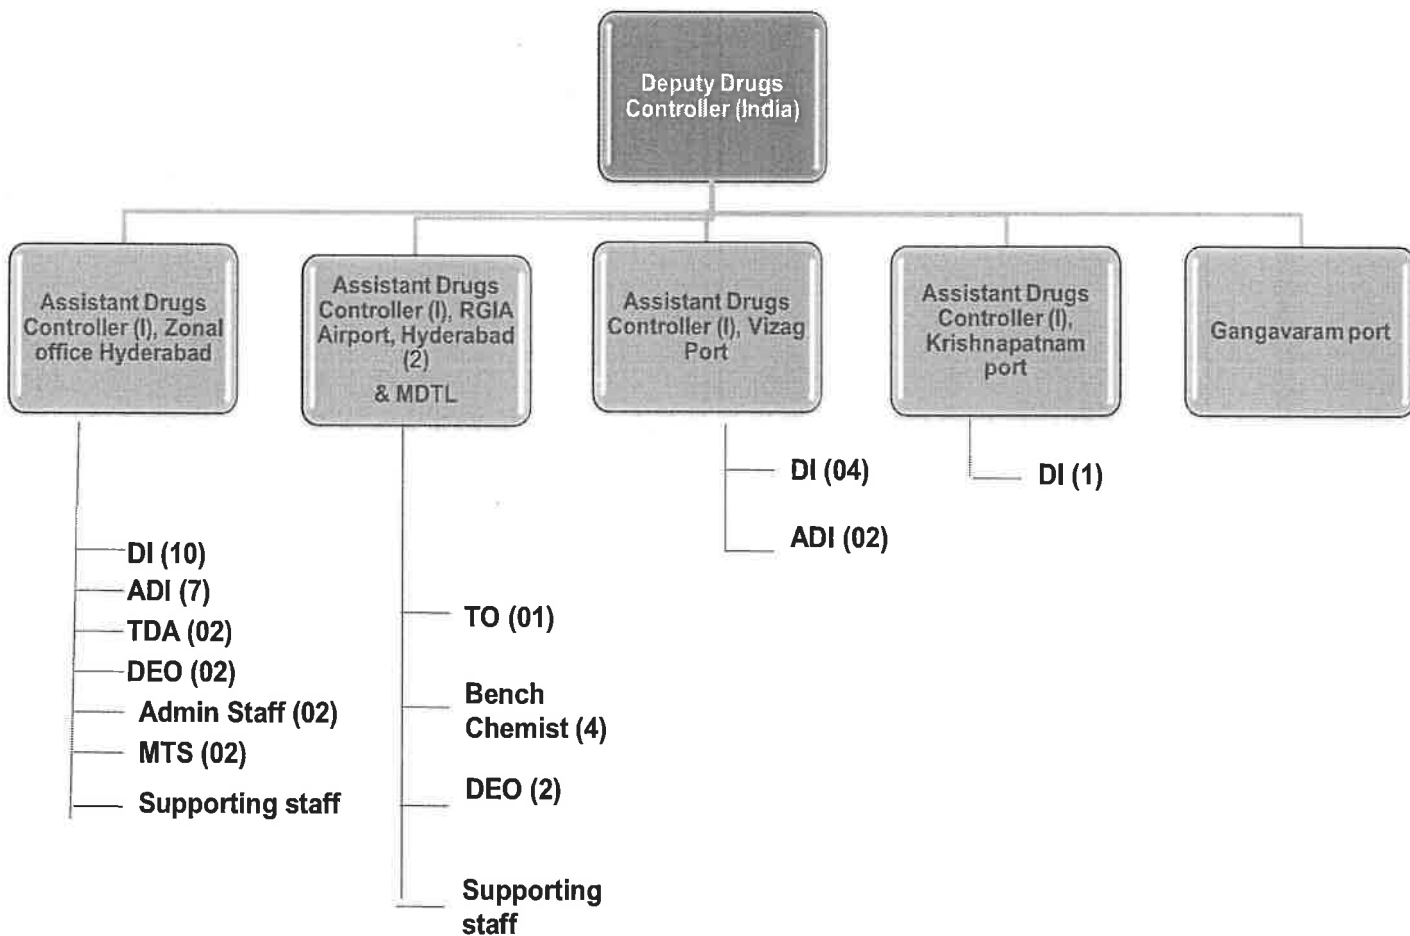 Deputy Drugs
Controller (India)
Assistant Drugs
Controller (I), Zonal
office Hyderabad
Assistant Drugs
Controller (I), RGIA
Airport, Hyderabad
(2)
& MDTL
Assistant Drugs
Controller (I), Vizag
Port
Assistant Drugs
Controller (I),
Krishnapatnam
port
Gangavaram port
DI (10)
ADI (7)
TDA (02)
DEO (02)
Admin Staff (02)
MTS (02)
Supporting staff
TO (01)
Bench
Chemist (4)
DEO (2)
Supporting
staff
DI (04)
ADI (02)
DI (1)